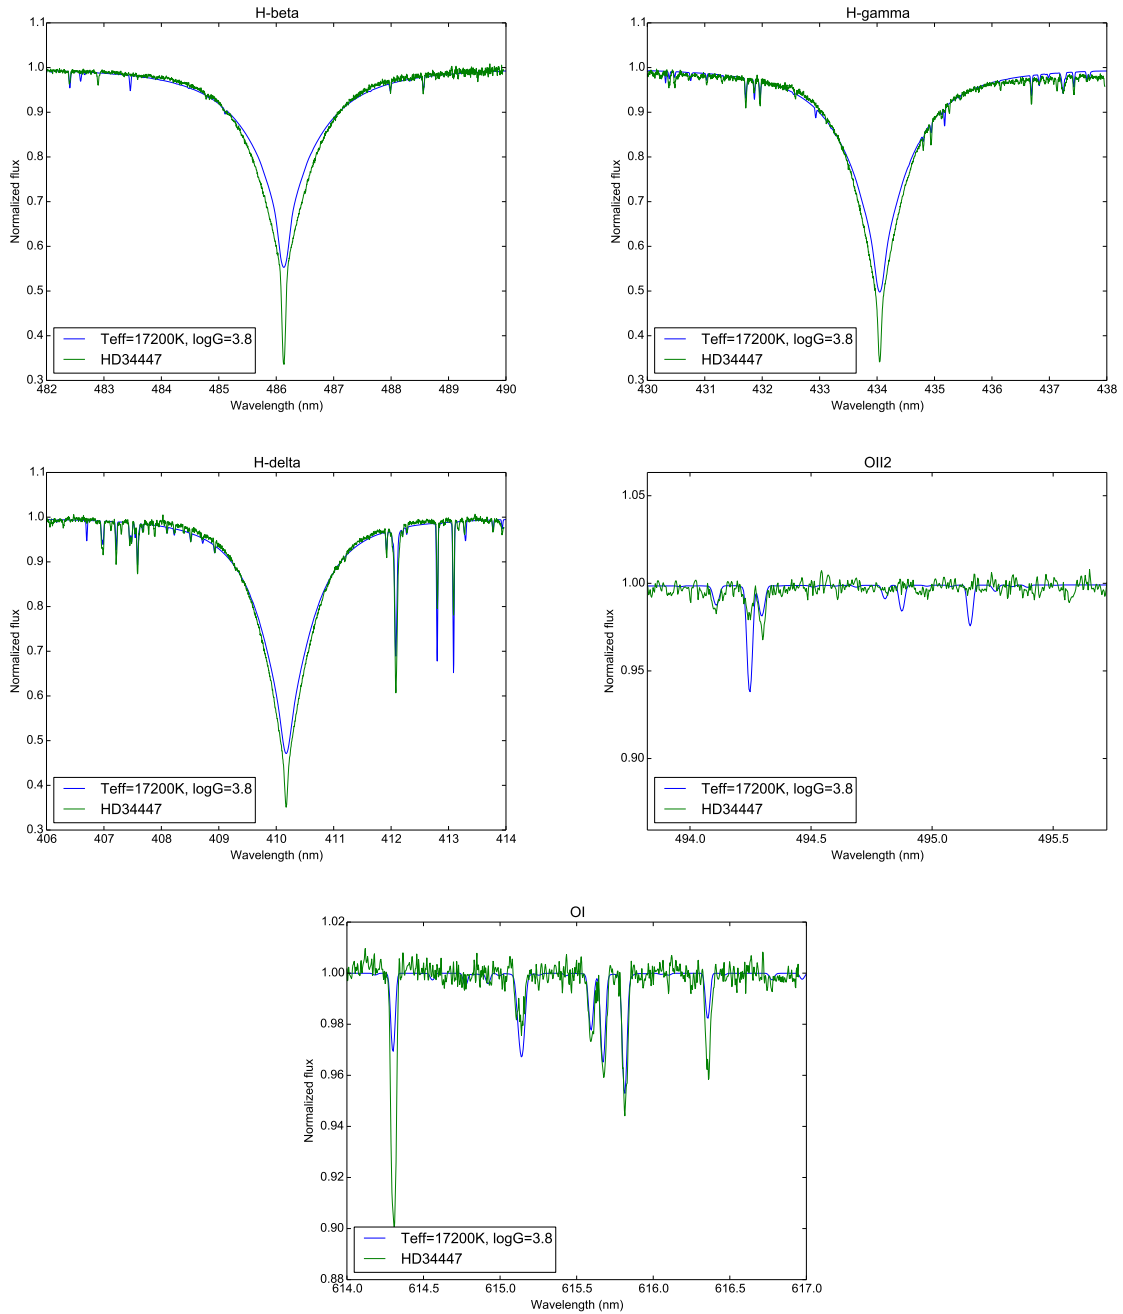 H-beta
1.1
1.0
0.9
0.8
0.7
0.6
0.5
0.4
0.3
Normalized flux
Teff=17200K, logG=3.8
HD34447
482 483 484 485 486 487 488 489 490
Wavelength (nm)
H-gamma
1.1
1.0
0.9
0.8
0.7
0.6
0.5
0.4
0.3
Normalized flux
Teff=17200K, logG=3.8
HD34447
430 431 432 433 434 435 436 437 438
Wavelength (nm)
H-delta
1.1
1.0
0.9
0.8
0.7
0.6
0.5
0.4
0.3
Normalized flux
Teff=17200K, logG=3.8
HD34447
406 407 408 409 410 411 412 413 414
Wavelength (nm)
OII2
1.05
1.00
0.95
0.90
Normalized flux
Teff=17200K, logG=3.8
HD34447
494.0 494.5 495.0 495.5
Wavelength (nm)
OI
1.02
1.00
0.98
0.96
0.94
0.92
0.90
0.88
Normalized flux
Teff=17200K, logG=3.8
HD34447
614.0 614.5 615.0 615.5 616.0 616.5 617.0
Wavelength (nm)